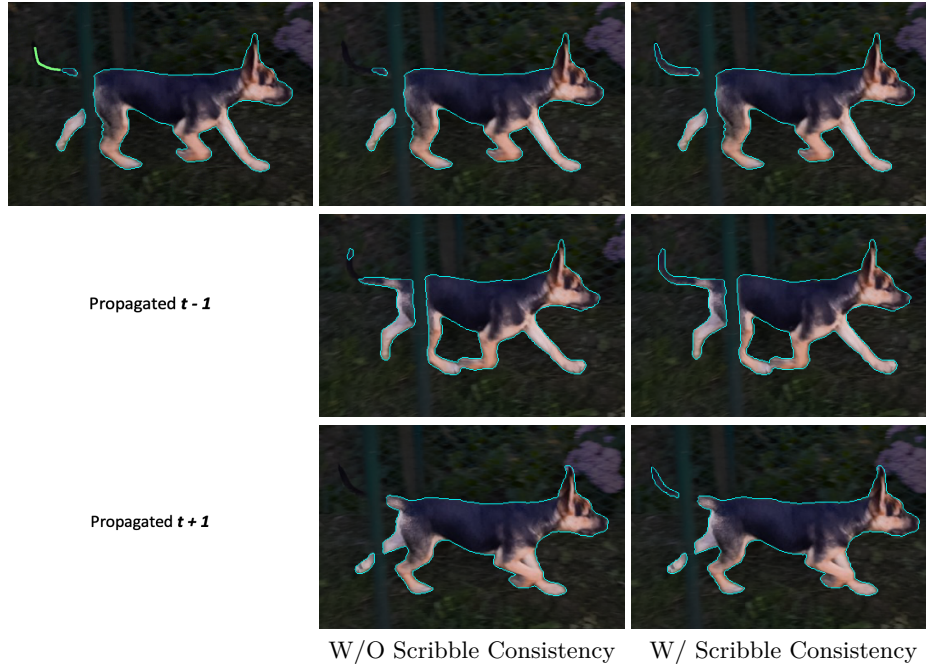 Propagated t - 1
Propagated t + 1
W/O Scribble Consistency
W/ Scribble Consistency